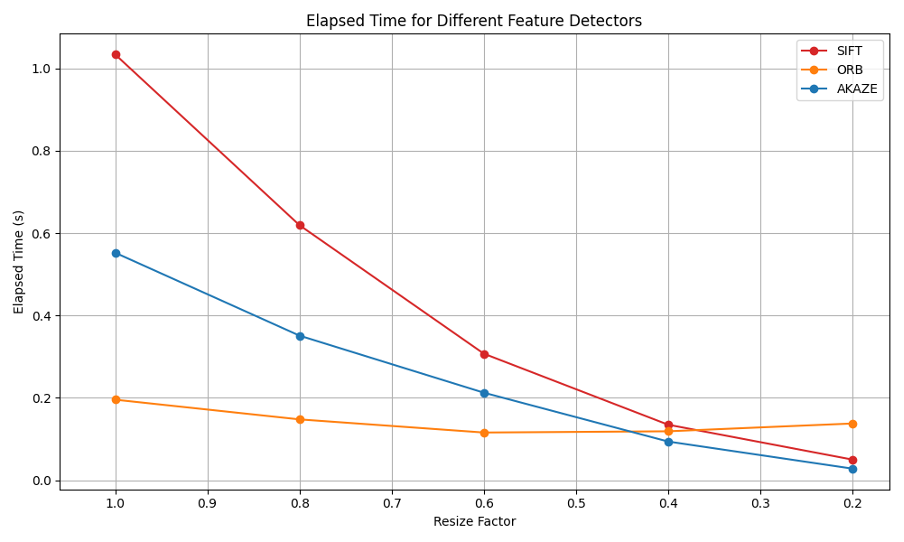 Elapsed Time for Different Feature Detectors
SIFT
ORB
AKAZE
Elapsed Time (s)
1.0
0.8
0.6
0.4
0.2
0.0
1.0 0.9 0.8 0.7 0.6 0.5 0.4 0.3 0.2
Resize Factor